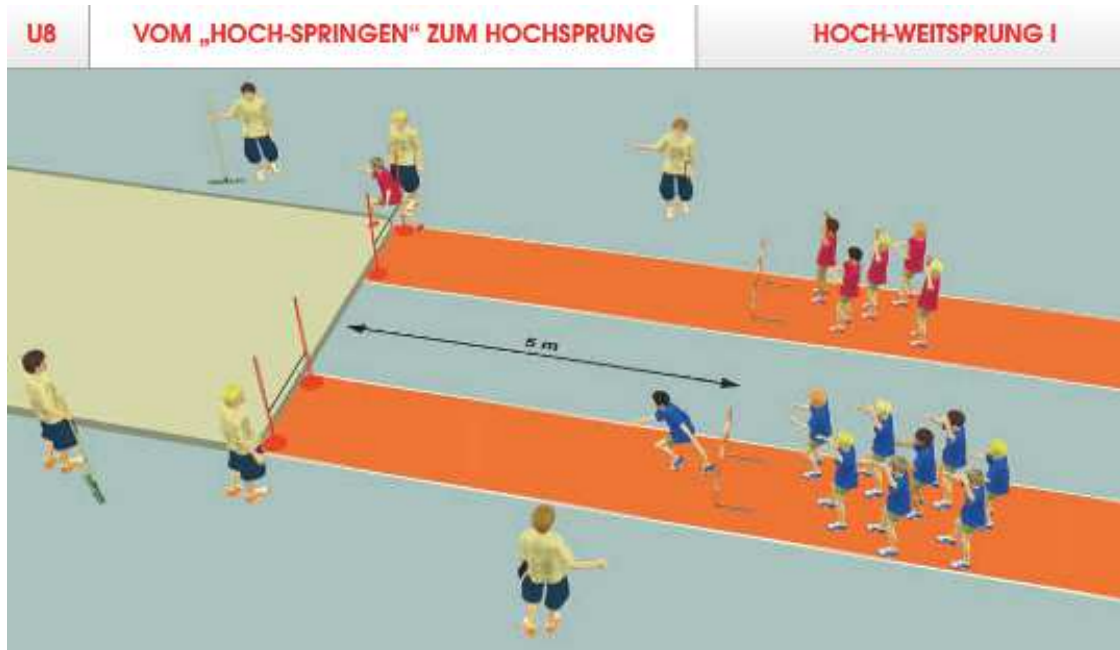 U8
VOM „HOCH-SPRINGEN“ ZUM HOCHSPRUNG
HOCH-WEITSPRUNG I
5 m